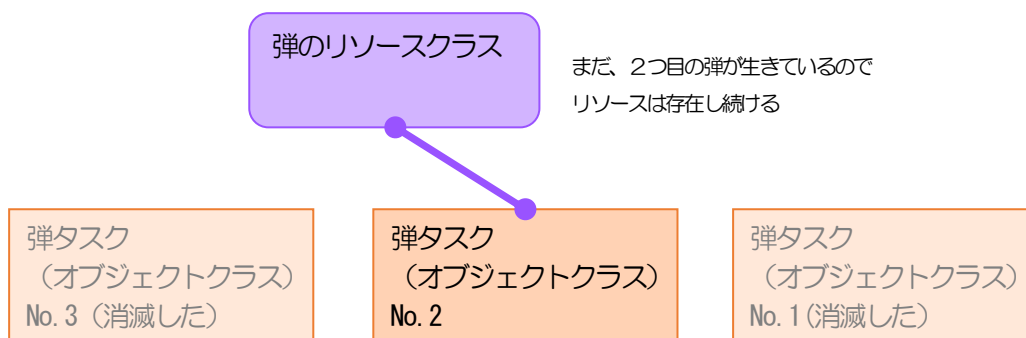 弾のリソースクラス
まだ、２つ目の弾が生きているので
リソースは存在し続ける
弾タスク
（オブジェクトクラス）
No.3（消滅した）
弾タスク
（オブジェクトクラス）
No.2
弾タスク
（オブジェクトクラス）
No.1(消滅した）